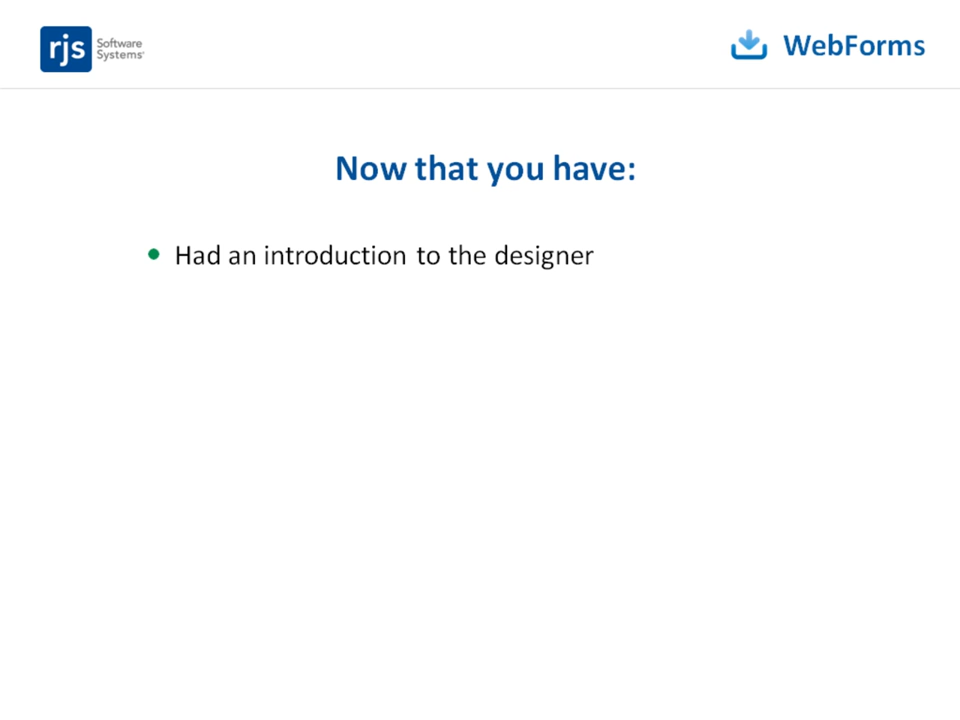 rjs Software
Systems
WebForms
Now that you have:
• Had an introduction to the designer